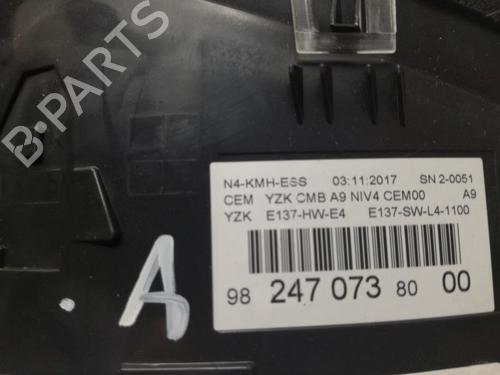 B-PARTS
N4-KMH-ESS 03:11:2017 SN 2-0051
CEM YZK CMB A9 NIV4 CEM00 A9
YZK E137-HW-E4 E137-SW-L4-1100
98 247 073 80 00
A